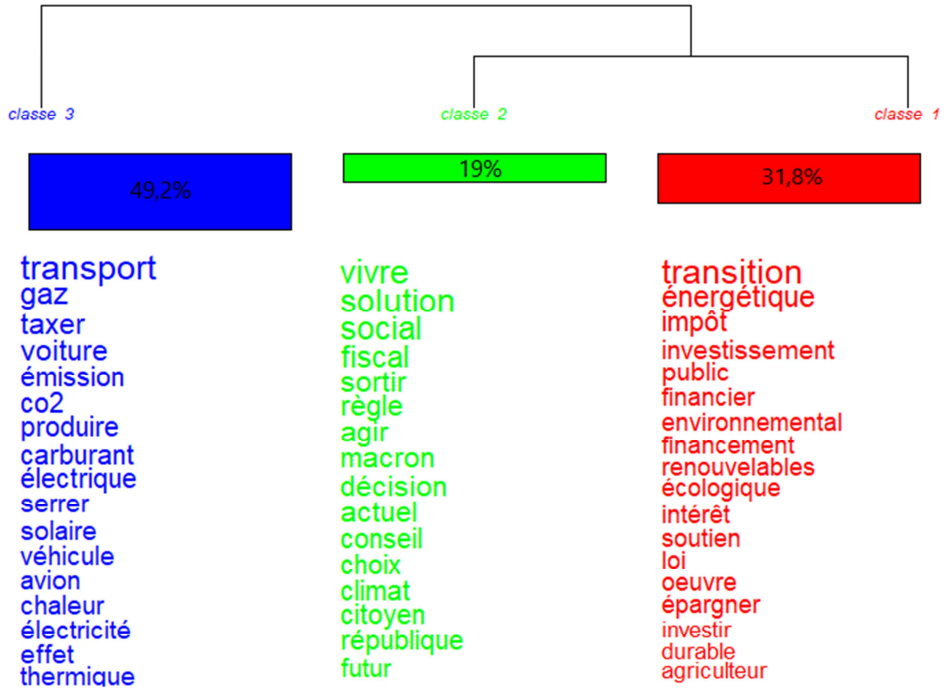 classe 3
classe 2
classe 1
49,2%
19%
31,8%
transport
gaz
taxer
voiture
émission
co2
produire
carburant
électrique
serrer
solaire
véhicule
avion
chaleur
électricité
effet
thermique
vivre
solution
social
fiscal
sortir
règle
agir
macron
décision
actuel
conseil
choix
climat
citoyen
république
futur
transition
énergétique
impôt
investissement
public
financier
environnemental
financement
renouvelables
écologique
intérêt
soutien
loi
oeuvre
épargner
investir
durable
agriculteur